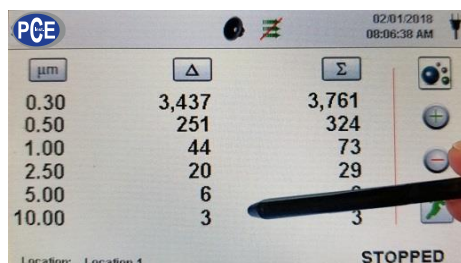 PCE
02/01/2018
08:06:38 AM
µm Δ Σ
0.30 3,437 3,761
0.50 251 324
1.00 44 73
2.50 20 29
5.00 6
10.00 3 3
Location: Location 1 STOPPED